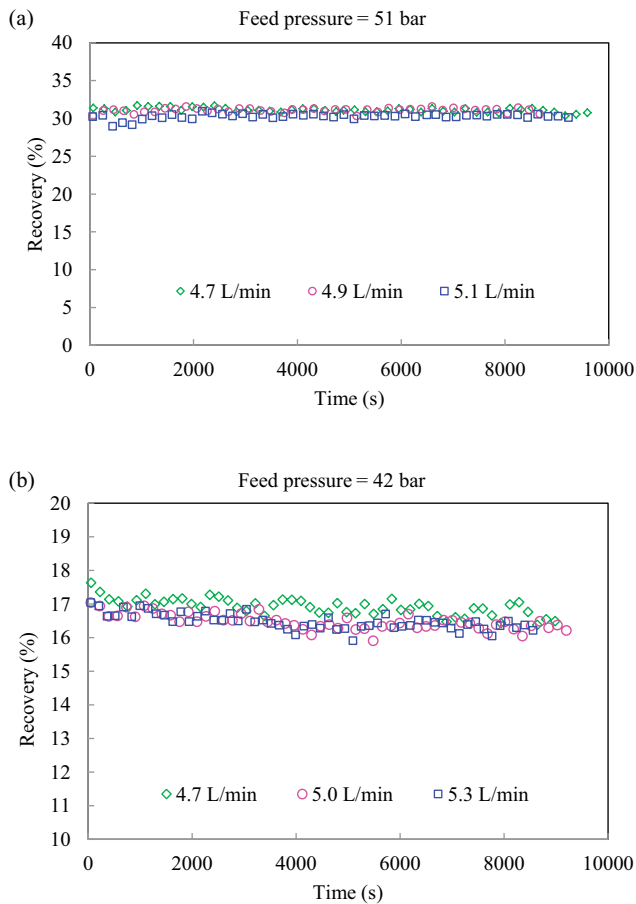 (a)
Feed pressure = 51 bar
40
35
30
25
20
15
10
5
0
Recovery (%)
4.7 L/min 4.9 L/min 5.1 L/min
0 2000 4000 6000 8000 10000
Time (s)
(b)
Feed pressure = 42 bar
20
19
18
17
16
15
14
13
12
11
10
Recovery (%)
4.7 L/min 5.0 L/min 5.3 L/min
0 2000 4000 6000 8000 10000
Time (s)